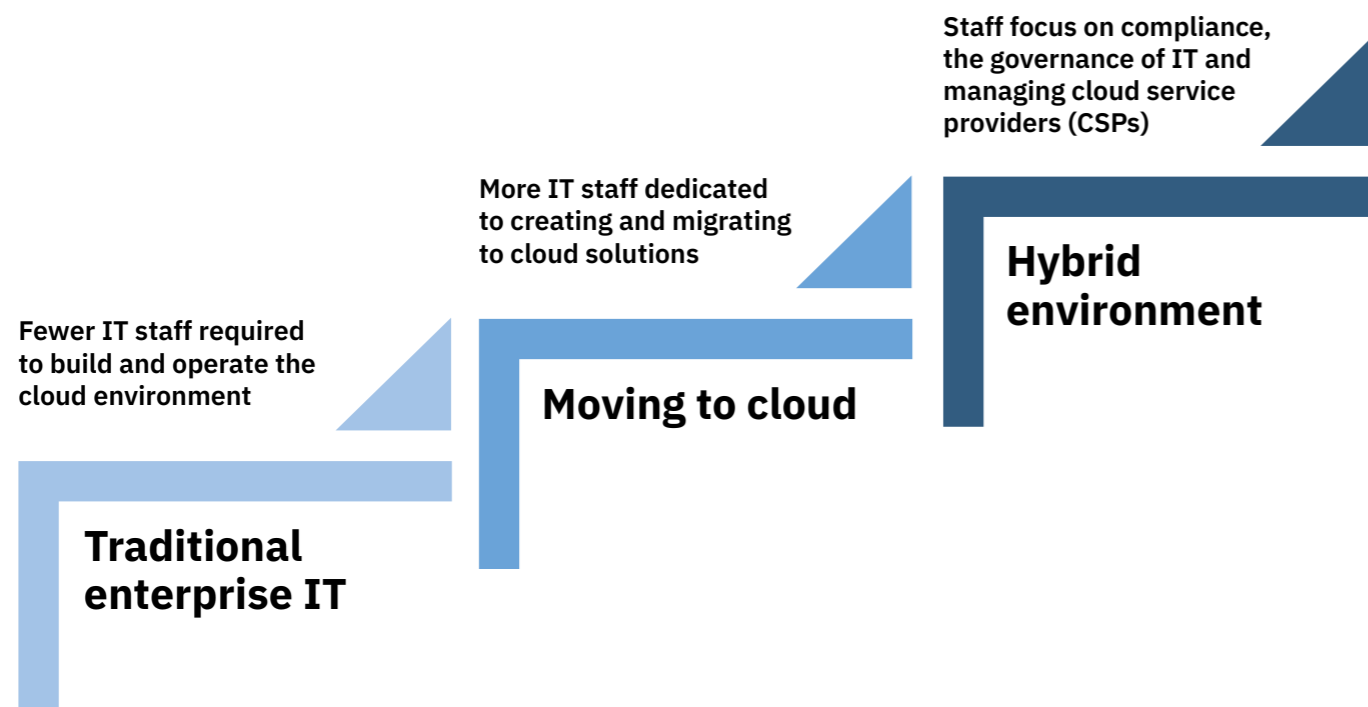 Staff focus on compliance,
the governance of IT and
managing cloud service
providers (CSPs)
More IT staff dedicated
to creating and migrating
to cloud solutions
Hybrid
environment
Fewer IT staff required
to build and operate the
cloud environment
Moving to cloud
Traditional
enterprise IT